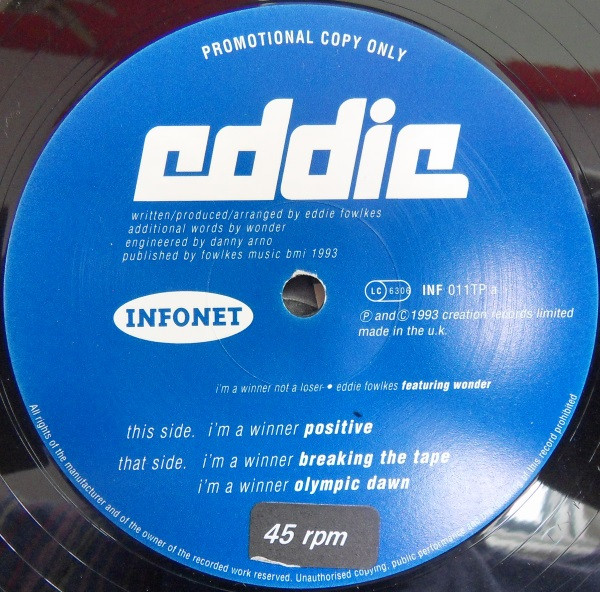 PROMOTIONAL COPY ONLY
eddie
written/produced/arranged by eddie fowlkes
additional words by wonder
engineered by danny arno
published by fowlkes music bmi 1993
LC 6306 INF 011TP a
INFONET
Ⓟ and © 1993 creation records limited
made in the u.k.
i'm a winner not a loser • eddie fowlkes featuring wonder
this side. i'm a winner positive
that side. i'm a winner breaking the tape
i'm a winner olympic dawn
45 rpm
All rights of the manufacturer and of the owner of the recorded work reserved. Unauthorised copying, public performance this record prohibited